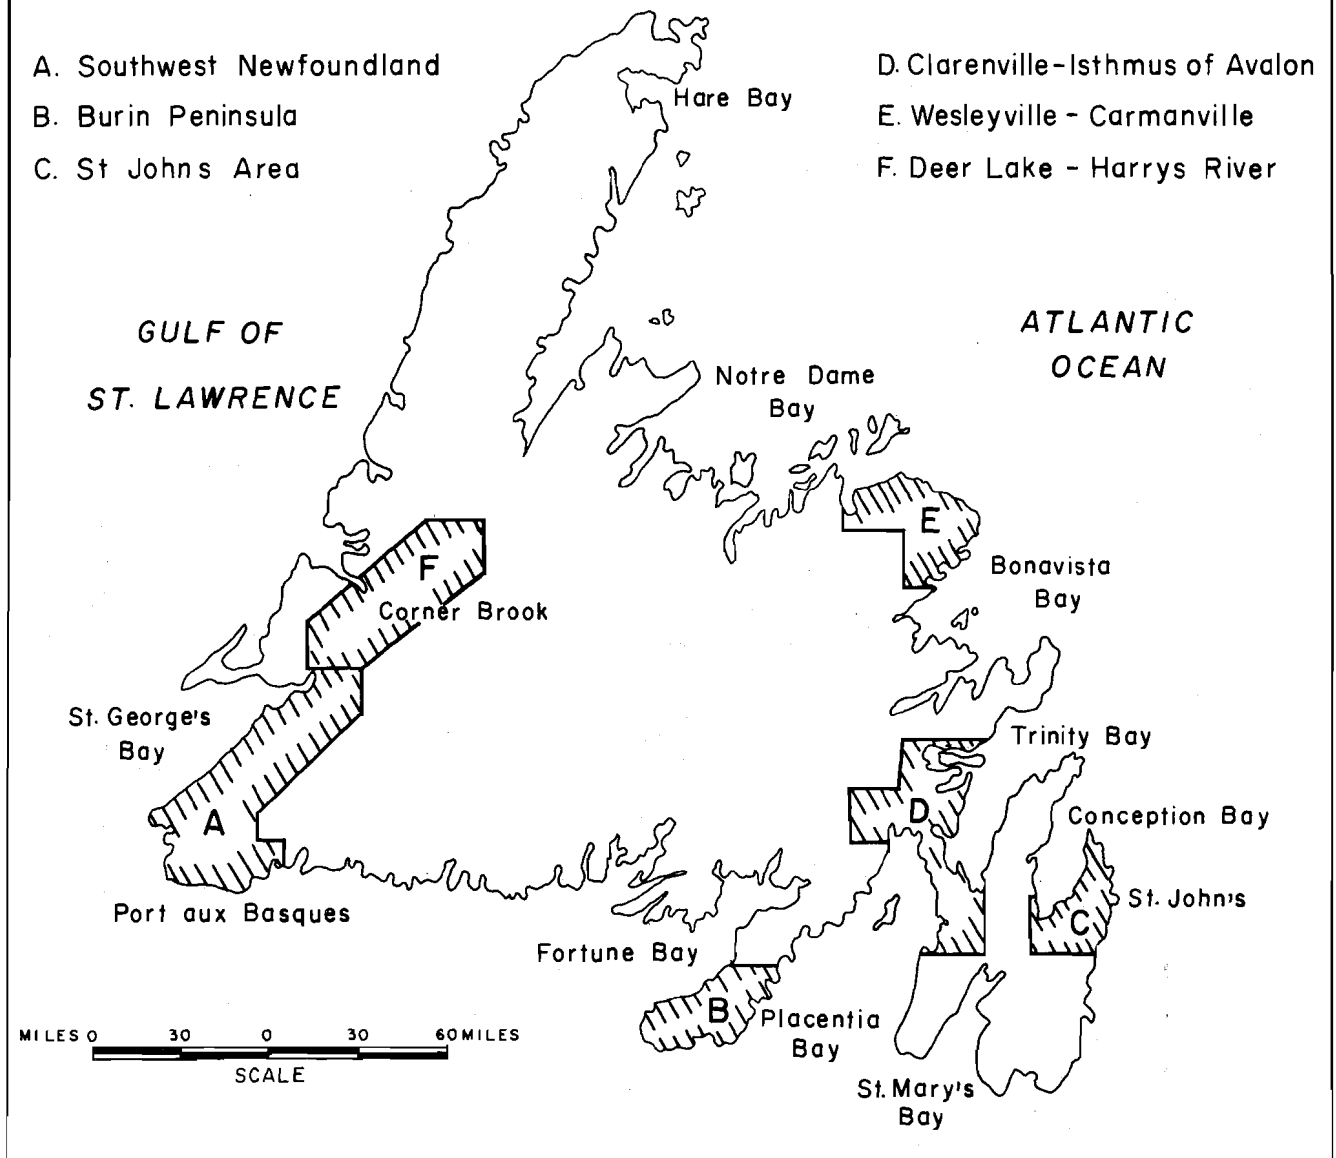 A. Southwest Newfoundland
B. Burin Peninsula
C. St Johns Area
D. Clarenville-Isthmus of Avalon
E. Wesleyville - Carmanville
F. Deer Lake - Harrys River
Hare Bay
GULF OF
ST. LAWRENCE
ATLANTIC
OCEAN
Notre Dame
Bay
E
F
Bonavista
Bay
Corner Brook
St. George's
Bay
Trinity Bay
A
D
Conception Bay
St. John's
C
Port aux Basques
Fortune Bay
B
Placentia
Bay
MILES 0 30 0 30 60 MILES
SCALE
St. Mary's
Bay